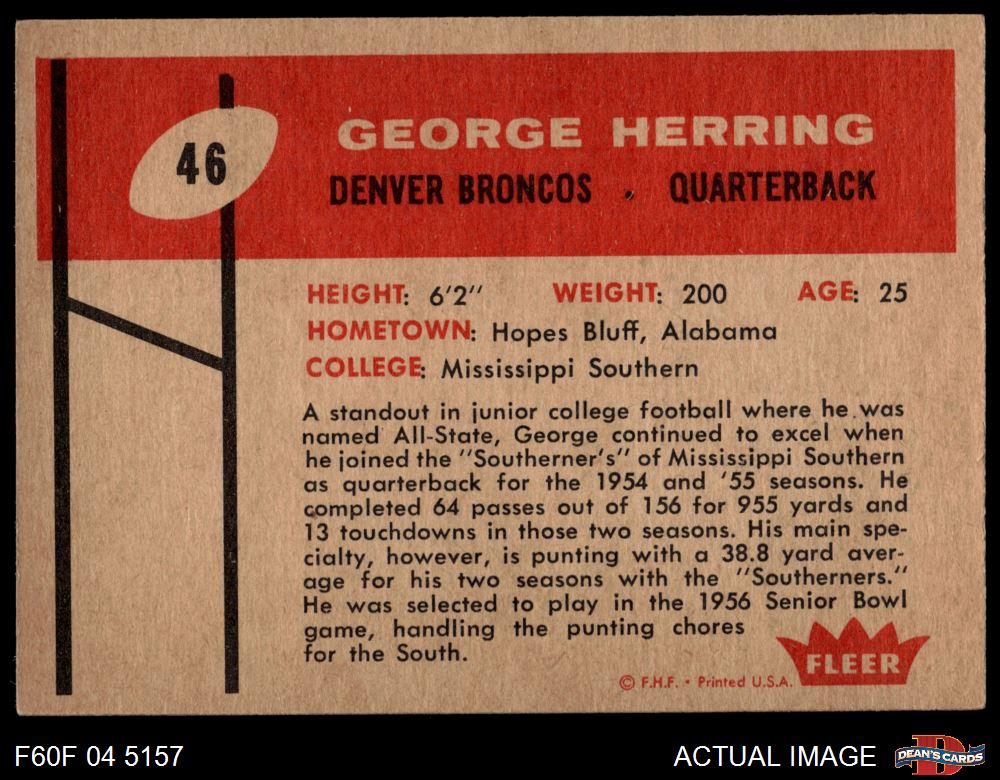 46
GEORGE HERRING
DENVER BRONCOS • QUARTERBACK
HEIGHT: 6'2" WEIGHT: 200 AGE: 25
HOMETOWN: Hopes Bluff, Alabama
COLLEGE: Mississippi Southern
A standout in junior college football where he was
named All-State, George continued to excel when
he joined the "Southerner's" of Mississippi Southern
as quarterback for the 1954 and '55 seasons. He
completed 64 passes out of 156 for 955 yards and
13 touchdowns in those two seasons. His main spe-
cialty, however, is punting with a 38.8 yard aver-
age for his two seasons with the "Southerners."
He was selected to play in the 1956 Senior Bowl
game, handling the punting chores
for the South.
FLEER
© F.H.F. • Printed U.S.A.
F60F 04 5157 ACTUAL IMAGE
DEAN'S CARDS